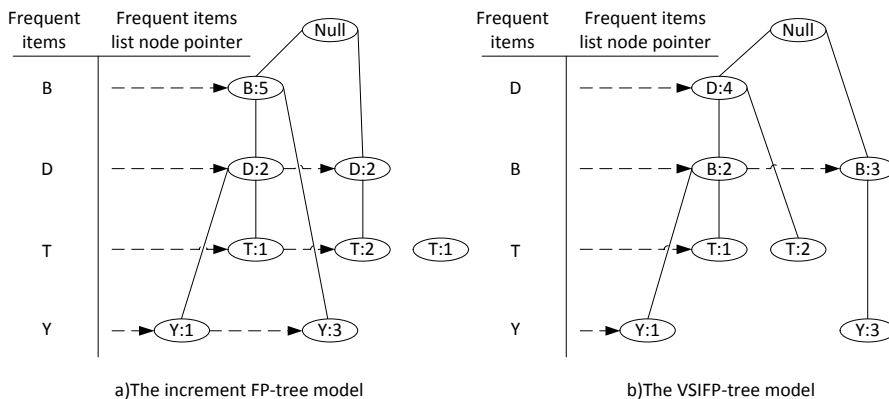 Frequent items
Frequent items list node pointer
Null
B
B:5
D
D:2
D:2
T
T:1
T:2
T:1
Y
Y:1
Y:3
a)The increment FP-tree model
Frequent items
Frequent items list node pointer
Null
D
D:4
B
B:2
B:3
T
T:1
T:2
Y
Y:1
Y:3
b)The VSIFP-tree model